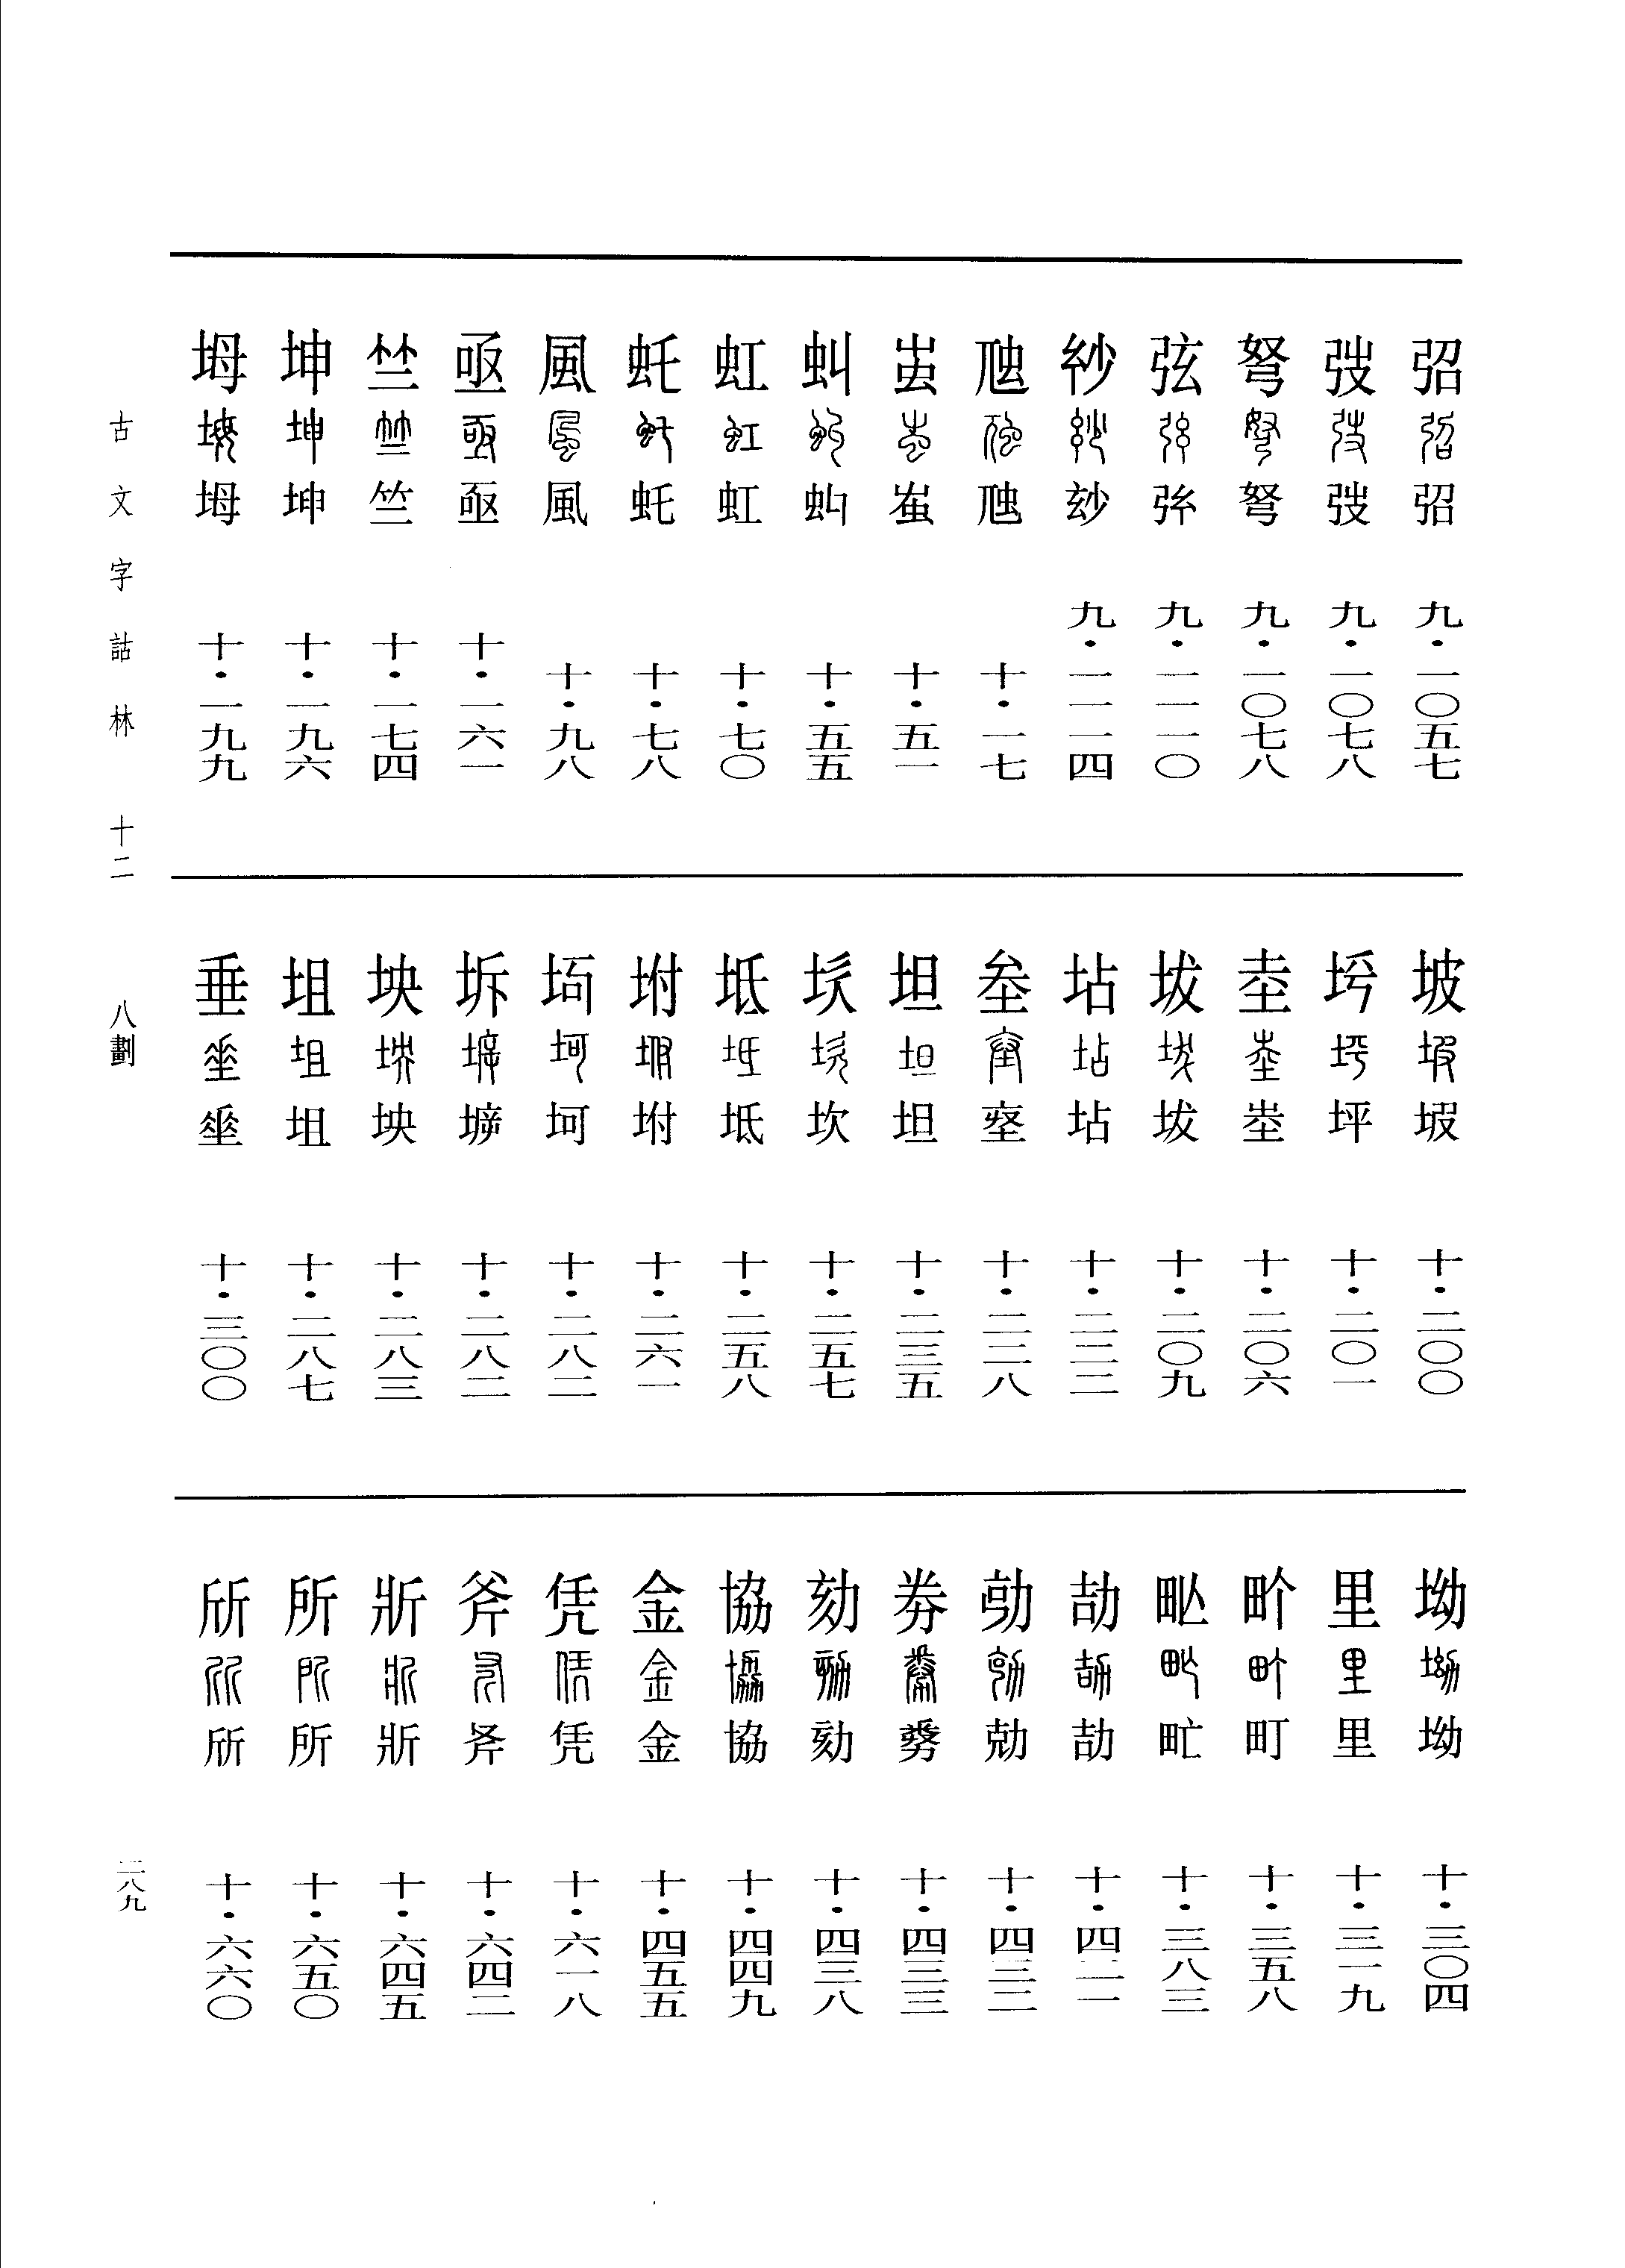 弨 弨 九·一〇五七
弢 弢 九·一〇七八
弩 弩 九·一〇七八
弦 弦 九·一一一〇
玅 九·一一一四
虺 虺 十·一七
蚩 蚩 十·五一
虯 虯 十·五五
虹 虹 十·七〇
虴 虴 十·七八
風 風 十·九八
亟 亟 十·一六一
竺 竺 十·一七四
坤 坤 十·一九六
坶 坶 十·一九九
坡 坡 十·二〇〇
坪 坪 十·二〇一
坴 坴 十·二〇六
坺 坺 十·二〇九
坫 坫 十·二二二
十·二二八
坦 坦 十·二三五
坎 坎 十·二五七
坻 坻 十·二五八
坿 坿 十·二六一
坷 坷 十·二八二
坼 㙤 十·二八二
坱 坱 十·二八三
坥 坥 十·二八七
垂 十·三〇〇
坳 坳 十·三〇四
里 里 十·三一九
町 町 十·三五八
甿 甿 十·三八三
劼 劼 十·四二一
勀 勀 十·四三二
券 十·四三三
劾 劾 十·四三八
協 協 十·四四九
金 金 十·四五五
凭 凭 十·六一八
斧 斧 十·六四二
斨 斨 十·六四五
所 所 十·六五〇
斦 斦 十·六六〇
古文字詁林 十二 八劃 二八九